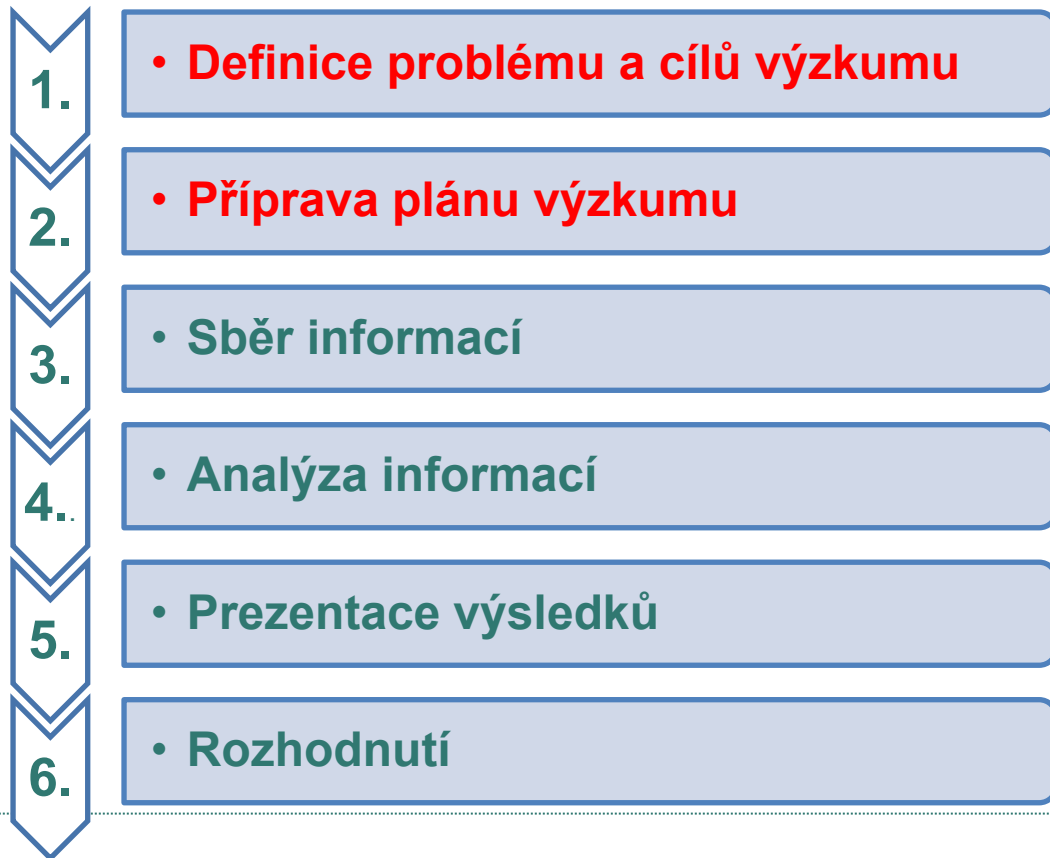 1.
• Definice problému a cílů výzkumu
2.
• Příprava plánu výzkumu
3.
• Sběr informací
4..
• Analýza informací
5.
• Prezentace výsledků
6.
• Rozhodnutí